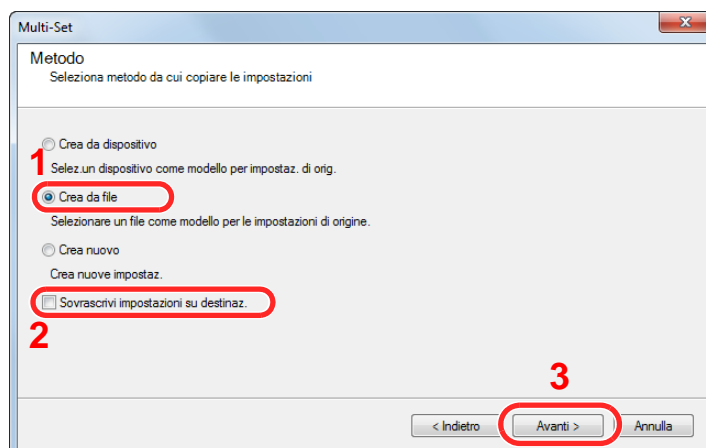 Multi-Set
Metodo
Seleziona metodo da cui copiare le impostazioni
Crea da dispositivo
1
Selez.un dispositivo come modello per impostaz. di orig.
Crea da file
Selezionare un file come modello per le impostazioni di origine.
Crea nuovo
Crea nuove impostaz.
Sovrascrivi impostazioni su destinaz.
2
3
< Indietro Avanti > Annulla